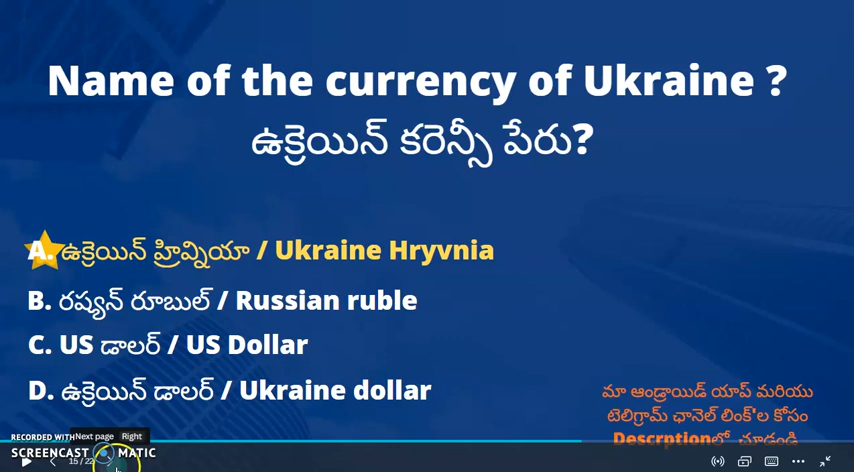 Name of the currency of Ukraine ?
ఉక్రెయిన్ కరెన్సీ పేరు?
A. ఉక్రెయిన్ హ్రివ్నియా / Ukraine Hryvnia
B. రష్యన్ రూబుల్ / Russian ruble
C. US డాలర్ / US Dollar
D. ఉక్రెయిన్ డాలర్ / Ukraine dollar
మా ఆండ్రాయిడ్ యాప్ మరియు
టెలిగ్రామ్ ఛానెల్ లింక్'ల కోసం
Descrptionలో చూడండి
RECORDED WITH
Next page Right
SCREENCAST MATIC
15 / 22